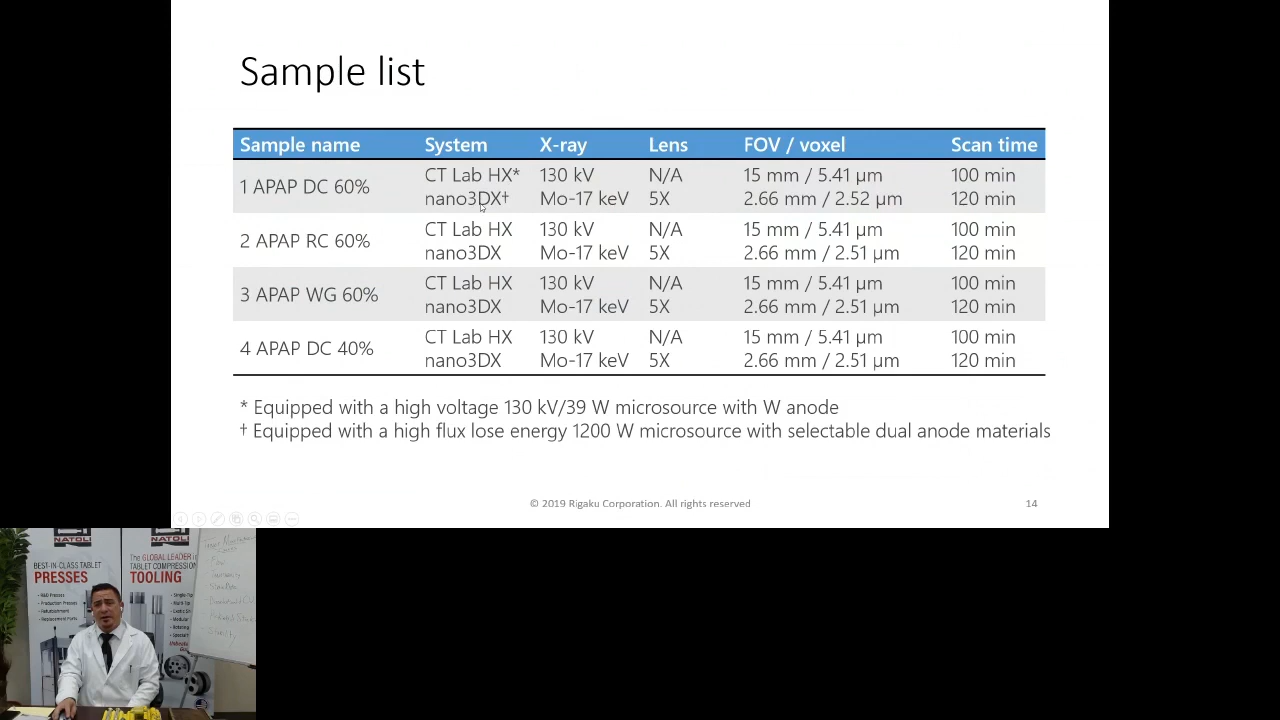 Sample list
Sample name System X-ray Lens FOV / voxel Scan time
1 APAP DC 60% CT Lab HX* 130 kV N/A 15 mm / 5.41 µm 100 min
nano3DX† Mo-17 keV 5X 2.66 mm / 2.52 µm 120 min
2 APAP RC 60% CT Lab HX 130 kV N/A 15 mm / 5.41 µm 100 min
nano3DX Mo-17 keV 5X 2.66 mm / 2.51 µm 120 min
3 APAP WG 60% CT Lab HX 130 kV N/A 15 mm / 5.41 µm 100 min
nano3DX Mo-17 keV 5X 2.66 mm / 2.51 µm 120 min
4 APAP DC 40% CT Lab HX 130 kV N/A 15 mm / 5.41 µm 100 min
nano3DX Mo-17 keV 5X 2.66 mm / 2.51 µm 120 min
* Equipped with a high voltage 130 kV/39 W microsource with W anode
† Equipped with a high flux lose energy 1200 W microsource with selectable dual anode materials
© 2019 Rigaku Corporation. All rights reserved
14
NATOLI
BEST-IN-CLASS TABLET
PRESSES
• R&D Presses
• Production Presses
• Refurbishment
• Replacement Parts
NATOLI
The GLOBAL LEADER
TABLET COMPRESSION
TOOLING